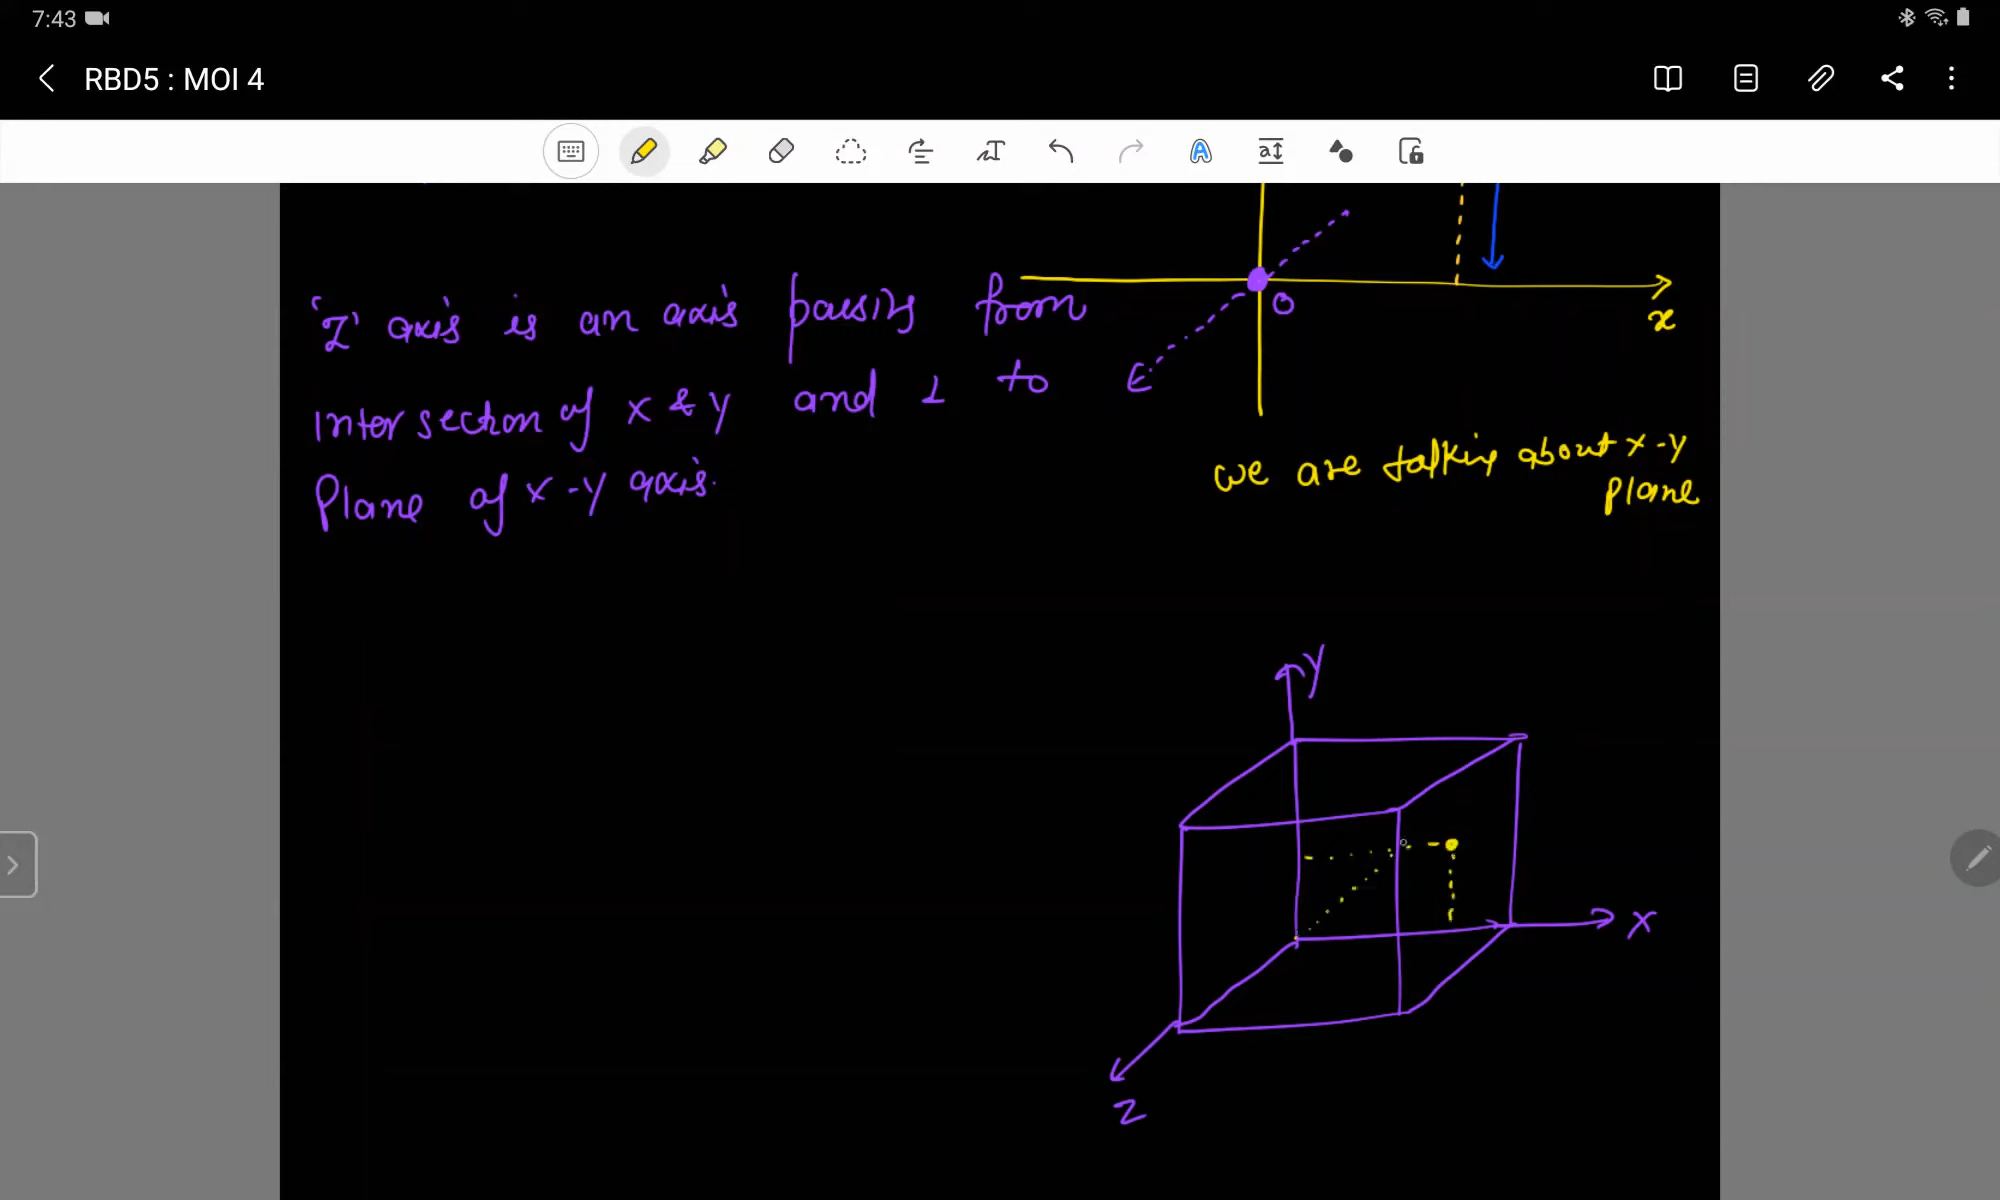 7:43
RBD5 : MOI 4
'Z' axis is an axis passing from
O
x
intersection of x & y and ⊥ to
we are talking about x-y
plane
Plane of x-y axis.
Y
X
Z